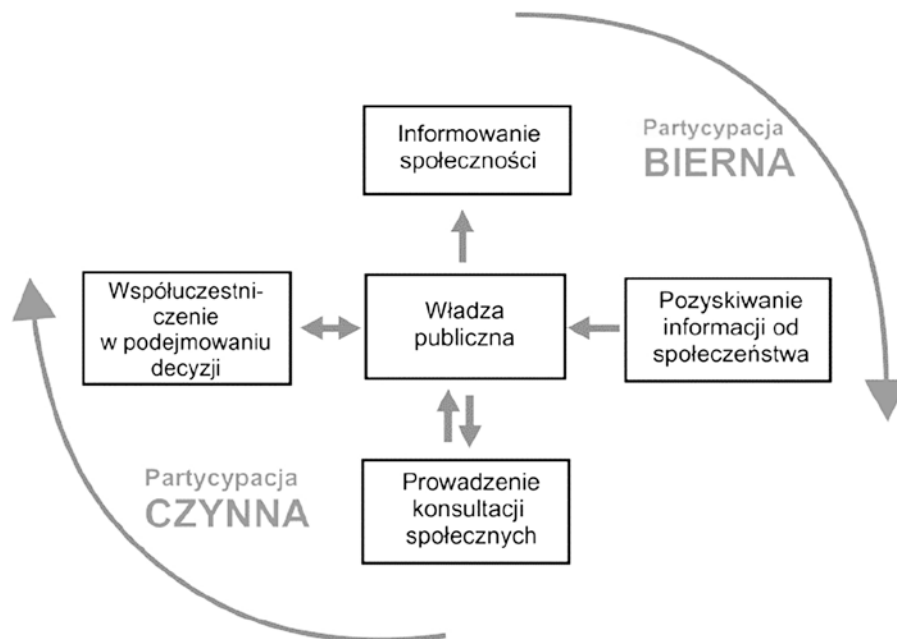 Informowanie
społeczności
Partycypacja
BIERNA
Współuczestni-
czenie
w podejmowaniu
decyzji
Władza
publiczna
Pozyskiwanie
informacji od
społeczeństwa
Partycypacja
CZYNNA
Prowadzenie
konsultacji
społecznych